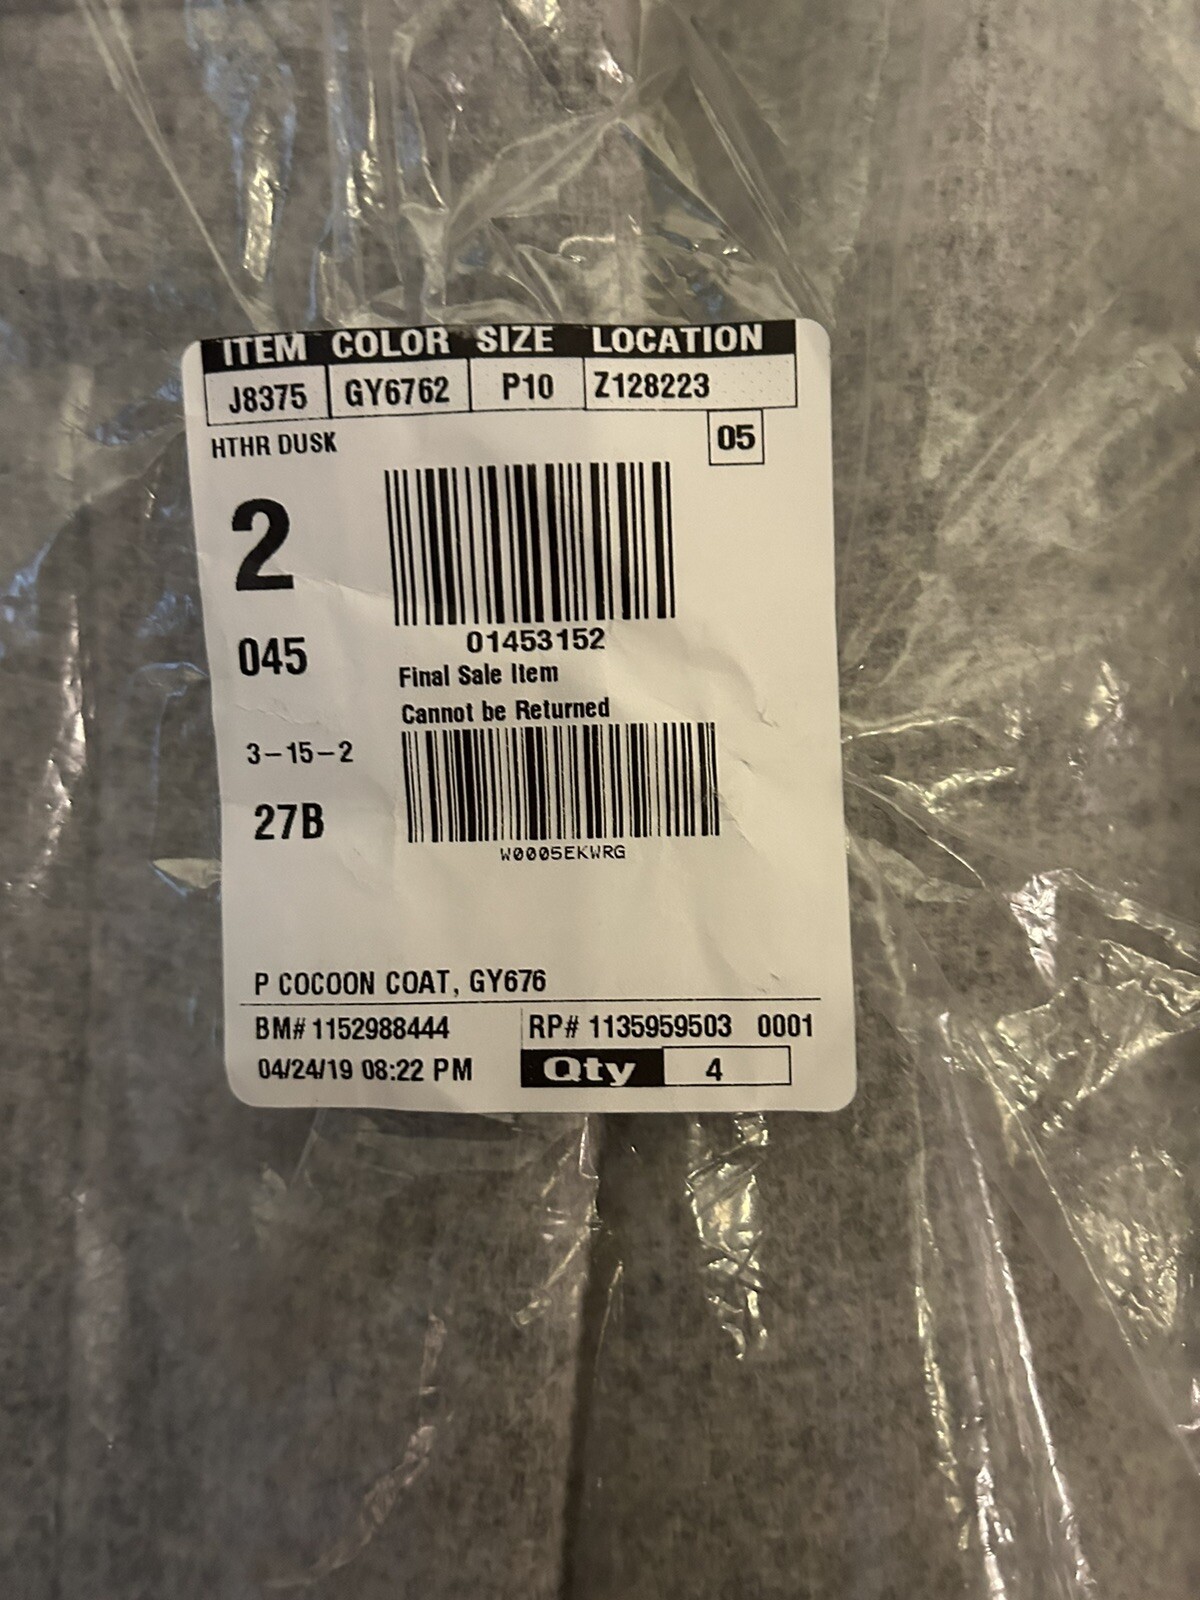 ITEM COLOR SIZE LOCATION
J8375 GY6762 P10 Z128223
HTHR DUSK 05
2
01453152
045
Final Sale Item
Cannot be Returned
3-15-2
27B
W0005EKWRG
P COCOON COAT, GY676
BM# 1152988444 RP# 1135959503 0001
04/24/19 08:22 PM Qty 4